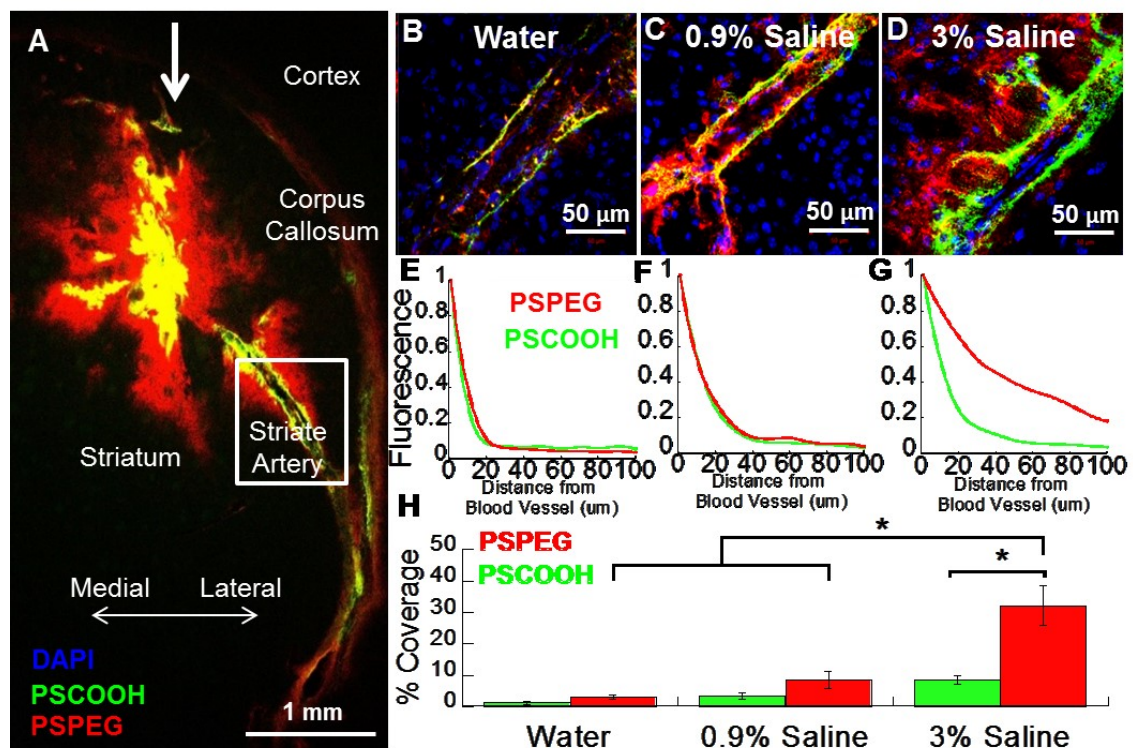 A
Cortex
Corpus
Callosum
Striate
Artery
Striatum
Medial Lateral
DAPI
PSCOOH
PSPEG
1 mm
B
Water
50 µm
C
0.9% Saline
50 µm
D
3% Saline
50 µm
E
Fluorescence
1
0.8
0.6
0.4
0.2
0
0 20 40 60 80 100
Distance from
Blood Vessel (um)
PSPEG
PSCOOH
F
1
0.8
0.6
0.4
0.2
0
0 20 40 60 80 100
Distance from
Blood Vessel (um)
G
1
0.8
0.6
0.4
0.2
0
0 20 40 60 80 100
Distance from
Blood Vessel (um)
H
PSPEG
PSCOOH
% Coverage
50
40
30
20
10
0
*
*
Water 0.9% Saline 3% Saline